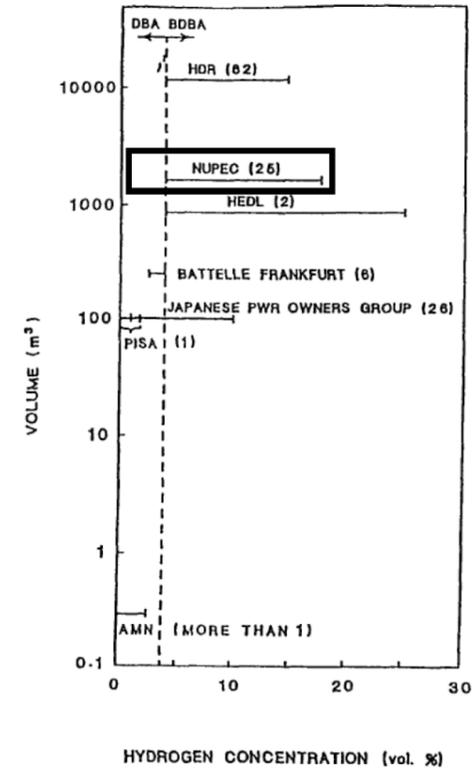 DBA BDBA
HDR (62)
10000
NUPEC (25)
1000
HEDL (2)
BATTELLE FRANKFURT (6)
JAPANESE PWR OWNERS GROUP (26)
100
PISA (1)
VOLUME (m³)
10
1
AMN (MORE THAN 1)
0.1
0 10 20 30
HYDROGEN CONCENTRATION (vol. %)